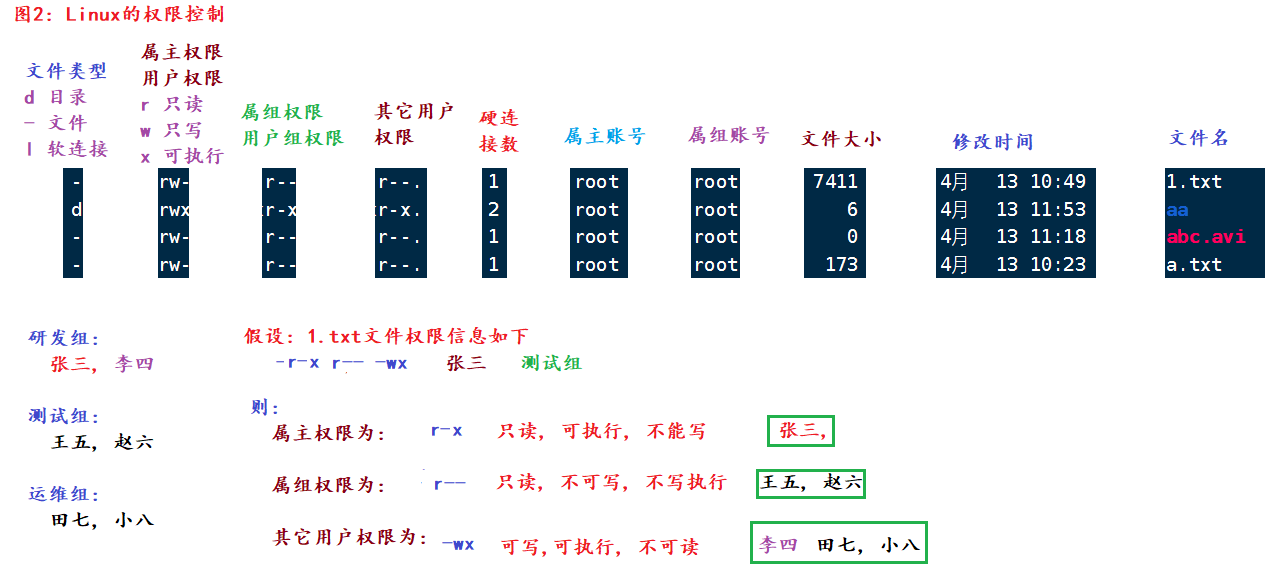 图2: Linux的权限控制
文件类型
d 目录
- 文件
l 软连接
属主权限
用户权限
r 只读
w 只写
x 可执行
属组权限
用户组权限
其它用户
权限
硬连
接数
属主账号
属组账号
文件大小
修改时间
文件名
- rw- r-- r--. 1 root root 7411 4月 13 10:49 1.txt
d rwx r-x r-x. 2 root root 6 4月 13 11:53 aa
- rw- r-- r--. 1 root root 0 4月 13 11:18 abc.avi
- rw- r-- r--. 1 root root 173 4月 13 10:23 a.txt
研发组:
张三, 李四
测试组:
王五, 赵六
运维组:
田七, 小八
假设: 1.txt文件权限信息如下
-r-x r-- -wx 张三 测试组
则:
属主权限为: r-x 只读, 可执行, 不能写 张三,
属组权限为: r-- 只读, 不可写, 不写执行 王五, 赵六
其它用户权限为: -wx 可写,可执行, 不可读 李四 田七, 小八